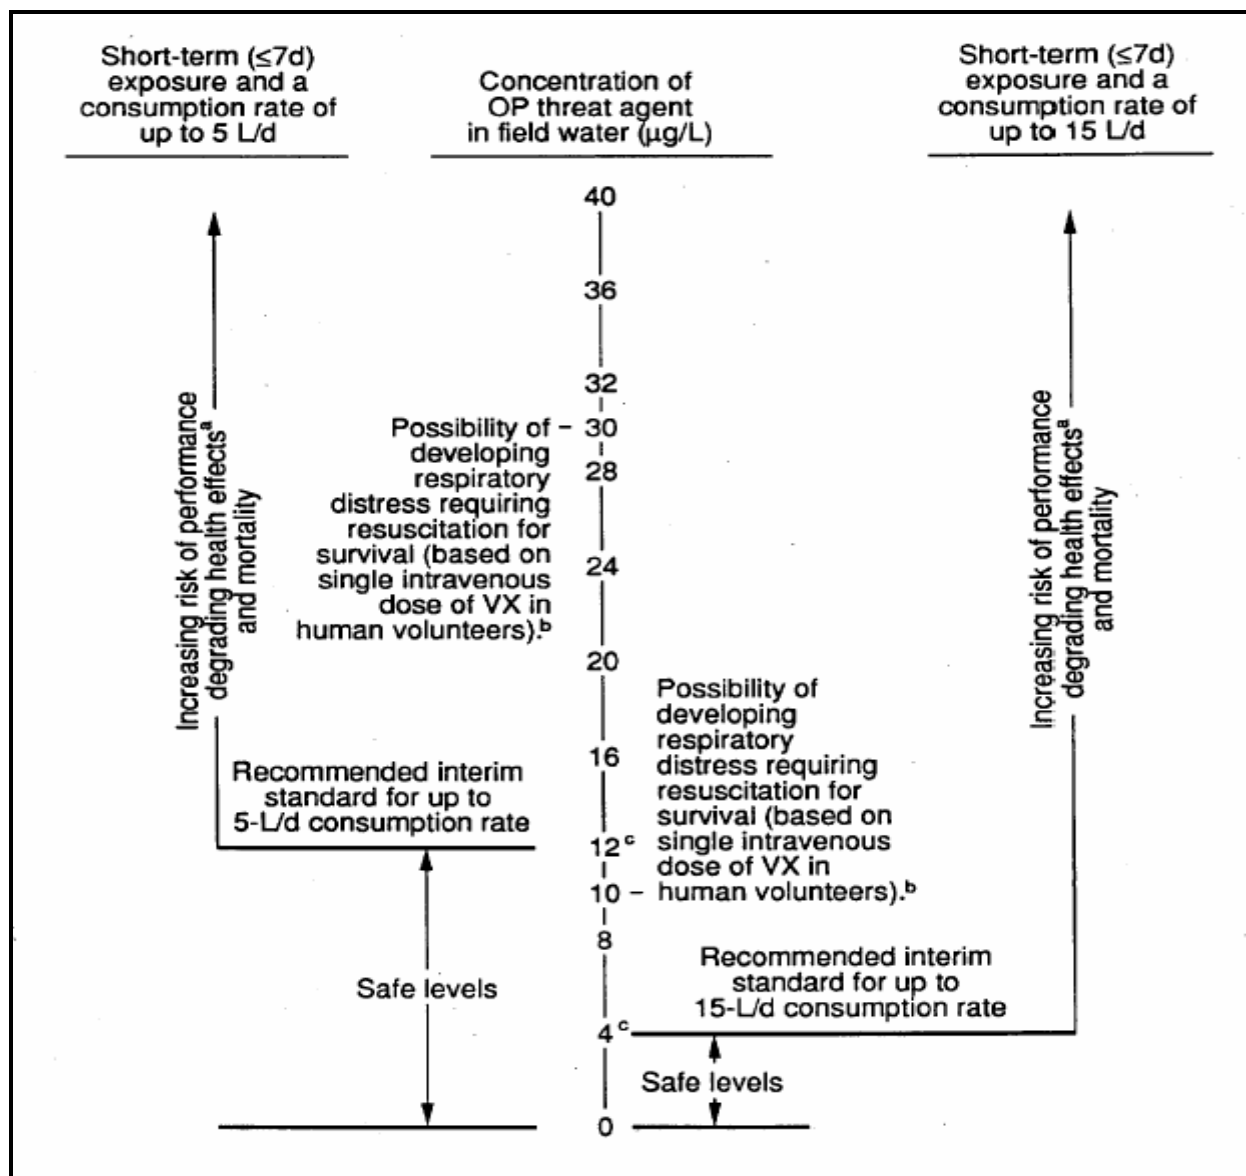 Short-term (≤7d)
exposure and a
consumption rate of
up to 5 L/d
Concentration of
OP threat agent
in field water (µg/L)
Short-term (≤7d)
exposure and a
consumption rate of
up to 15 L/d
40
36
32
30
28
24
20
16
12ᶜ
10
8
4ᶜ
0
Increasing risk of performance
degrading health effectsᵃ
and mortality
Possibility of
developing
respiratory
distress requiring
resuscitation for
survival (based on
single intravenous
dose of VX in
human volunteers).ᵇ
Recommended interim
standard for up to
5-L/d consumption rate
Safe levels
Possibility of
developing
respiratory
distress requiring
resuscitation for
survival (based on
single intravenous
dose of VX in
human volunteers).ᵇ
Recommended interim
standard for up to
15-L/d consumption rate
Safe levels
Increasing risk of performance
degrading health effectsᵃ
and mortality